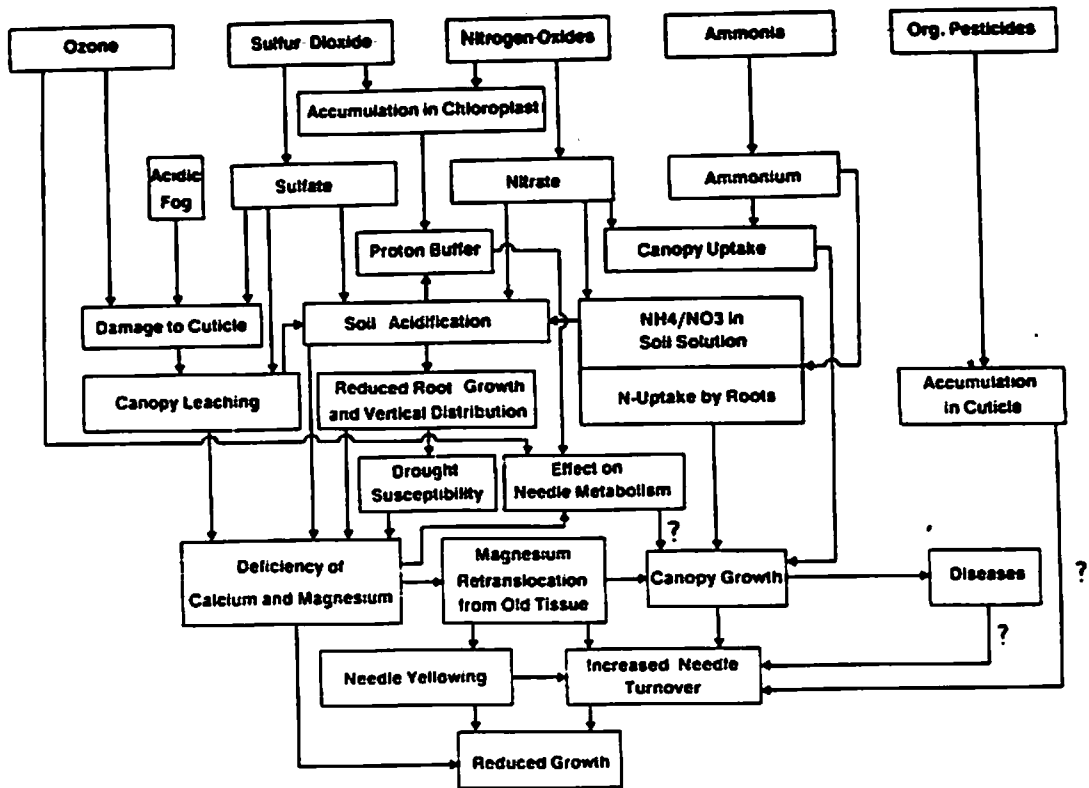 Ozone
Sulfur Dioxide
Nitrogen-Oxides
Ammonia
Org. Pesticides
Accumulation in Chloroplast
Acidic
Fog
Sulfate
Nitrate
Ammonium
Proton Buffer
Canopy Uptake
Damage to Cuticle
Soil Acidification
NH4/NO3 in
Soil Solution
N-Uptake by Roots
Canopy Leaching
Reduced Root Growth
and Vertical Distribution
Accumulation
in Cuticle
Drought
Susceptibility
Effect on
Needle Metabolism
?
Deficiency of
Calcium and Magnesium
Magnesium
Retranslocation
from Old Tissue
Canopy Growth
Diseases
?
?
Needle Yellowing
Increased Needle
Turnover
Reduced Growth